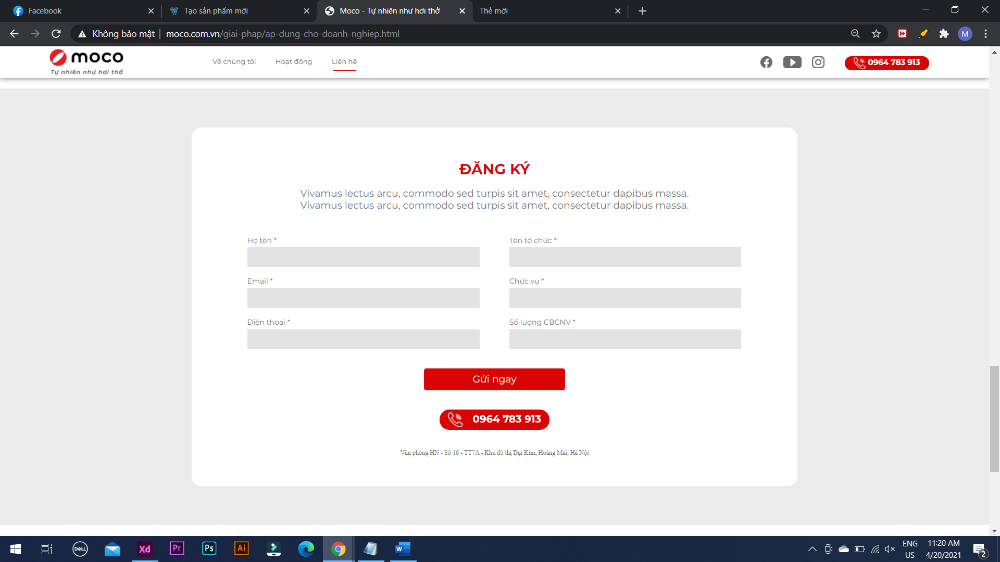 Facebook
Tạo sản phẩm mới
Moco - Tự nhiên như hơi thở
Thẻ mới
Không bảo mật
moco.com.vn/giai-phap/ap-dung-cho-doanh-nghiep.html
M
moco
Tự nhiên như hơi thở
Về chúng tôi
Hoạt động
Liên hệ
0964 783 913
ĐĂNG KÝ
Vivamus lectus arcu, commodo sed turpis sit amet, consectetur dapibus massa.
Vivamus lectus arcu, commodo sed turpis sit amet, consectetur dapibus massa.
Họ tên *
Tên tổ chức *
Email *
Chức vụ *
Điện thoại *
Số lượng CBCNV *
Gửi ngay
0964 783 913
Văn phòng HN - Số 16 - TT7A - Khu đô thị Đại Kim, Hoàng Mai, Hà Nội
DELL
Xd
Pr
Ps
Ai
W
ENG
US
11:20 AM
4/20/2021
2